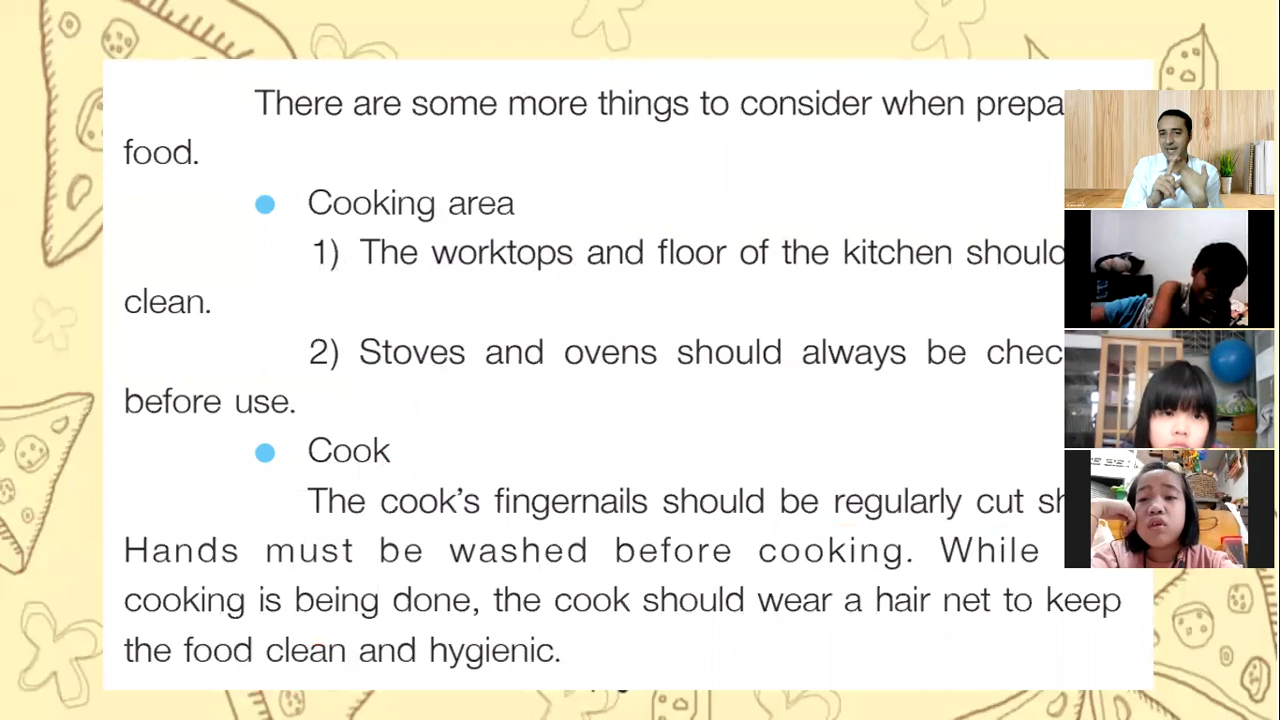 There are some more things to consider when prepa
food.
Cooking area
1) The worktops and floor of the kitchen should
clean.
2) Stoves and ovens should always be chec
before use.
Cook
The cook's fingernails should be regularly cut sh
Hands must be washed before cooking. While
cooking is being done, the cook should wear a hair net to keep
the food clean and hygienic.